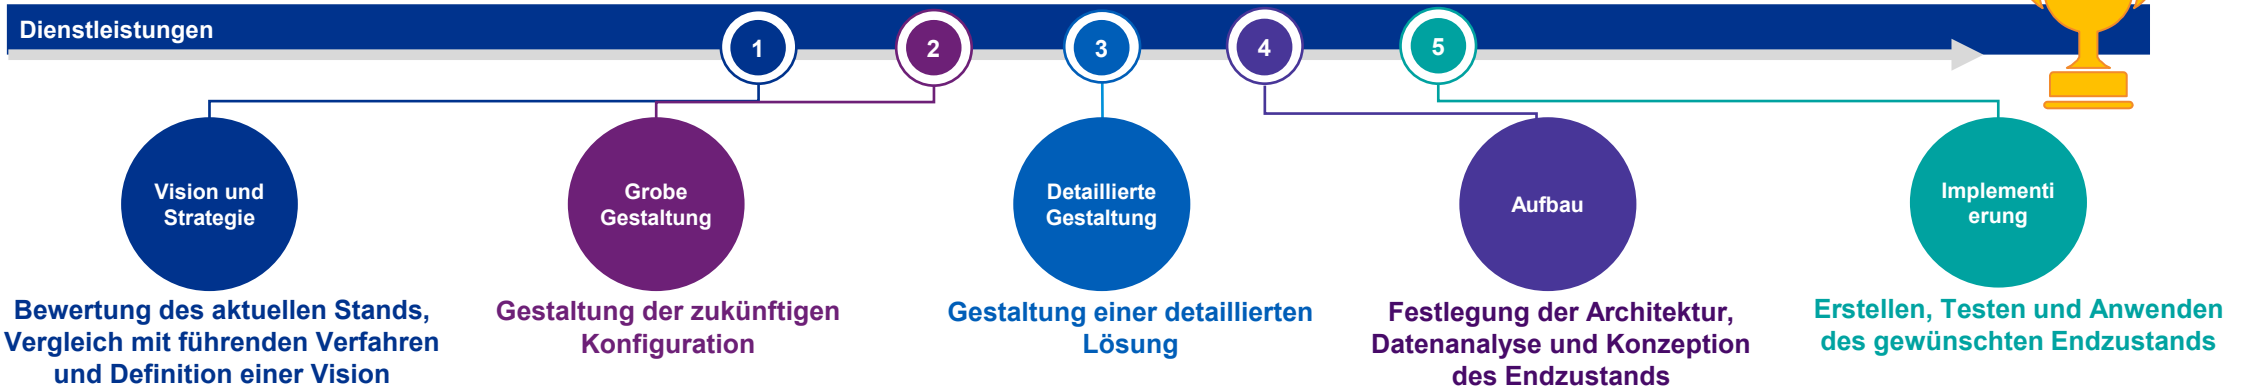 Dienstleistungen
1
2
3
4
5
Vision und
Strategie
Grobe
Gestaltung
Detaillierte
Gestaltung
Aufbau
Implementi
erung
Bewertung des aktuellen Stands,
Vergleich mit führenden Verfahren
und Definition einer Vision
Gestaltung der zukünftigen
Konfiguration
Gestaltung einer detaillierten
Lösung
Festlegung der Architektur,
Datenanalyse und Konzeption
des Endzustands
Erstellen, Testen und Anwenden
des gewünschten Endzustands